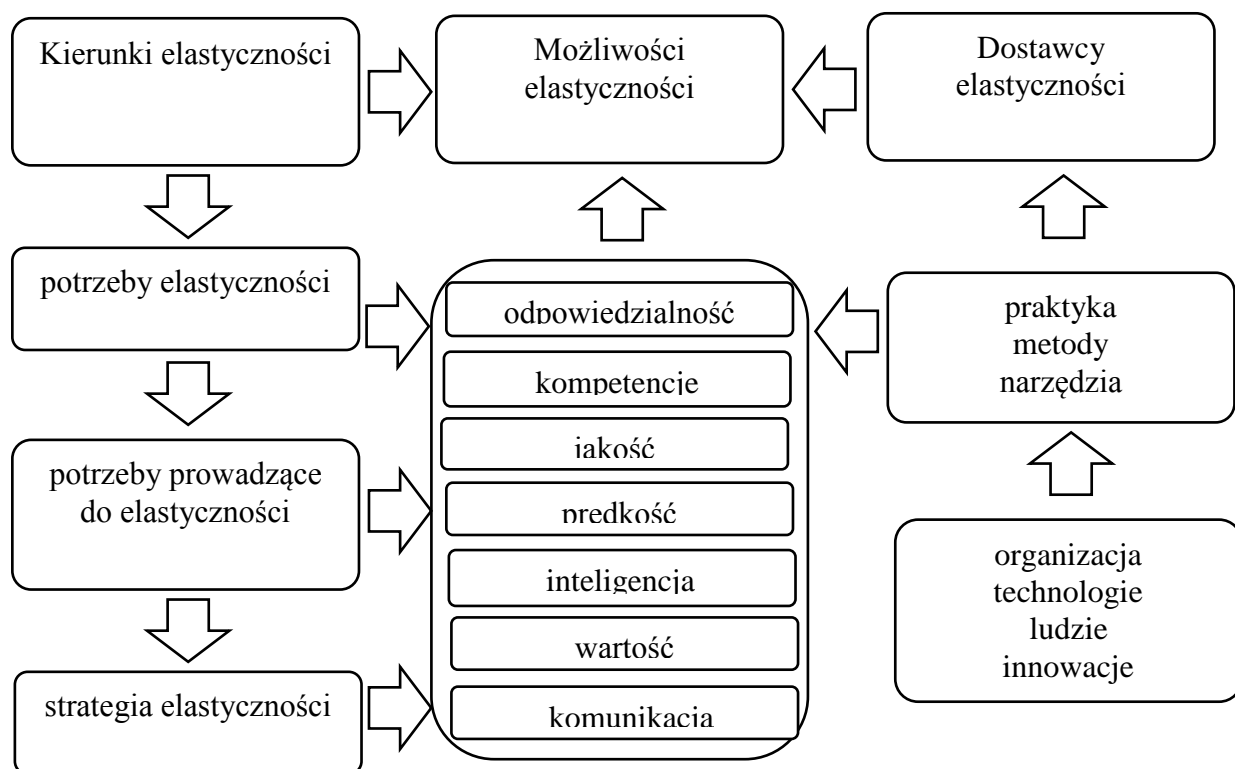 Kierunki elastyczności
Możliwości
elastyczności
Dostawcy
elastyczności
potrzeby elastyczności
potrzeby prowadzące
do elastyczności
strategia elastyczności
odpowiedzialność
kompetencje
jakość
prędkość
inteligencja
wartość
komunikacja
praktyka
metody
narzędzia
organizacja
technologie
ludzie
innowacje